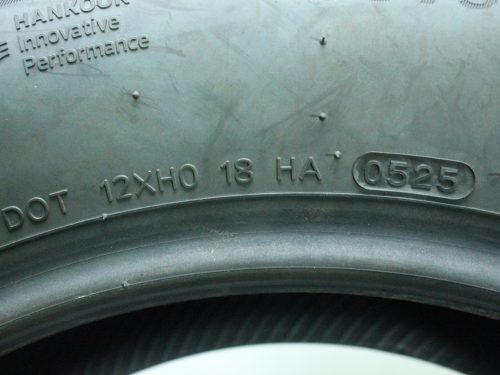 HANKOOK
Innovative
Performance
DOT 12XH0 18 HA 0525